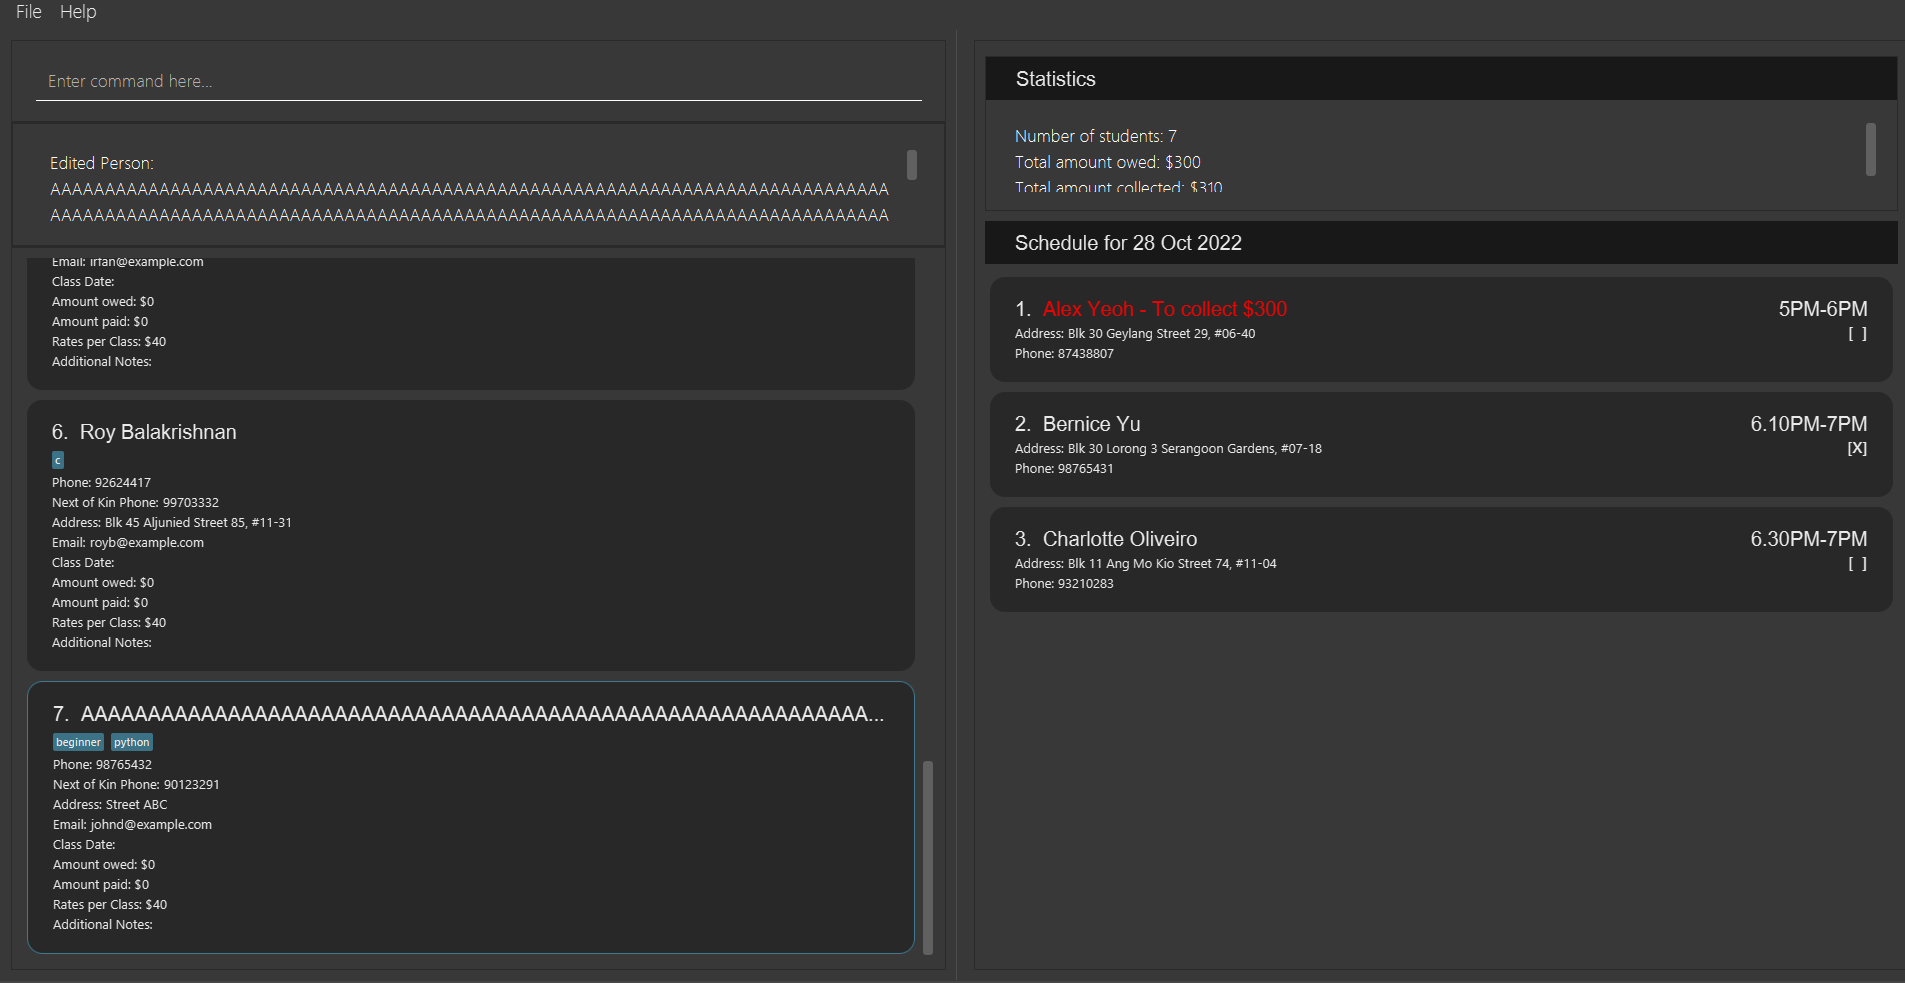 File Help
Enter command here...
Edited Person:
AAAAAAAAAAAAAAAAAAAAAAAAAAAAAAAAAAAAAAAAAAAAAAAAAAAAAAAAAAAAAAAAAAAAAAAAAAAAA
AAAAAAAAAAAAAAAAAAAAAAAAAAAAAAAAAAAAAAAAAAAAAAAAAAAAAAAAAAAAAAAAAAAAAAAAAAAAA
Email: irfan@example.com
Class Date:
Amount owed: $0
Amount paid: $0
Rates per Class: $40
Additional Notes:
6. Roy Balakrishnan
c
Phone: 92624417
Next of Kin Phone: 99703332
Address: Blk 45 Aljunied Street 85, #11-31
Email: royb@example.com
Class Date:
Amount owed: $0
Amount paid: $0
Rates per Class: $40
Additional Notes:
7. AAAAAAAAAAAAAAAAAAAAAAAAAAAAAAAAAAAAAAAAAAAAAAAAAAAAAAAAAAA...
beginner python
Phone: 98765432
Next of Kin Phone: 90123291
Address: Street ABC
Email: johnd@example.com
Class Date:
Amount owed: $0
Amount paid: $0
Rates per Class: $40
Additional Notes:
Statistics
Number of students: 7
Total amount owed: $300
Total amount collected: $310
Schedule for 28 Oct 2022
1. Alex Yeoh - To collect $300 5PM-6PM
Address: Blk 30 Geylang Street 29, #06-40 [ ]
Phone: 87438807
2. Bernice Yu 6.10PM-7PM
Address: Blk 30 Lorong 3 Serangoon Gardens, #07-18 [X]
Phone: 98765431
3. Charlotte Oliveiro 6.30PM-7PM
Address: Blk 11 Ang Mo Kio Street 74, #11-04 [ ]
Phone: 93210283